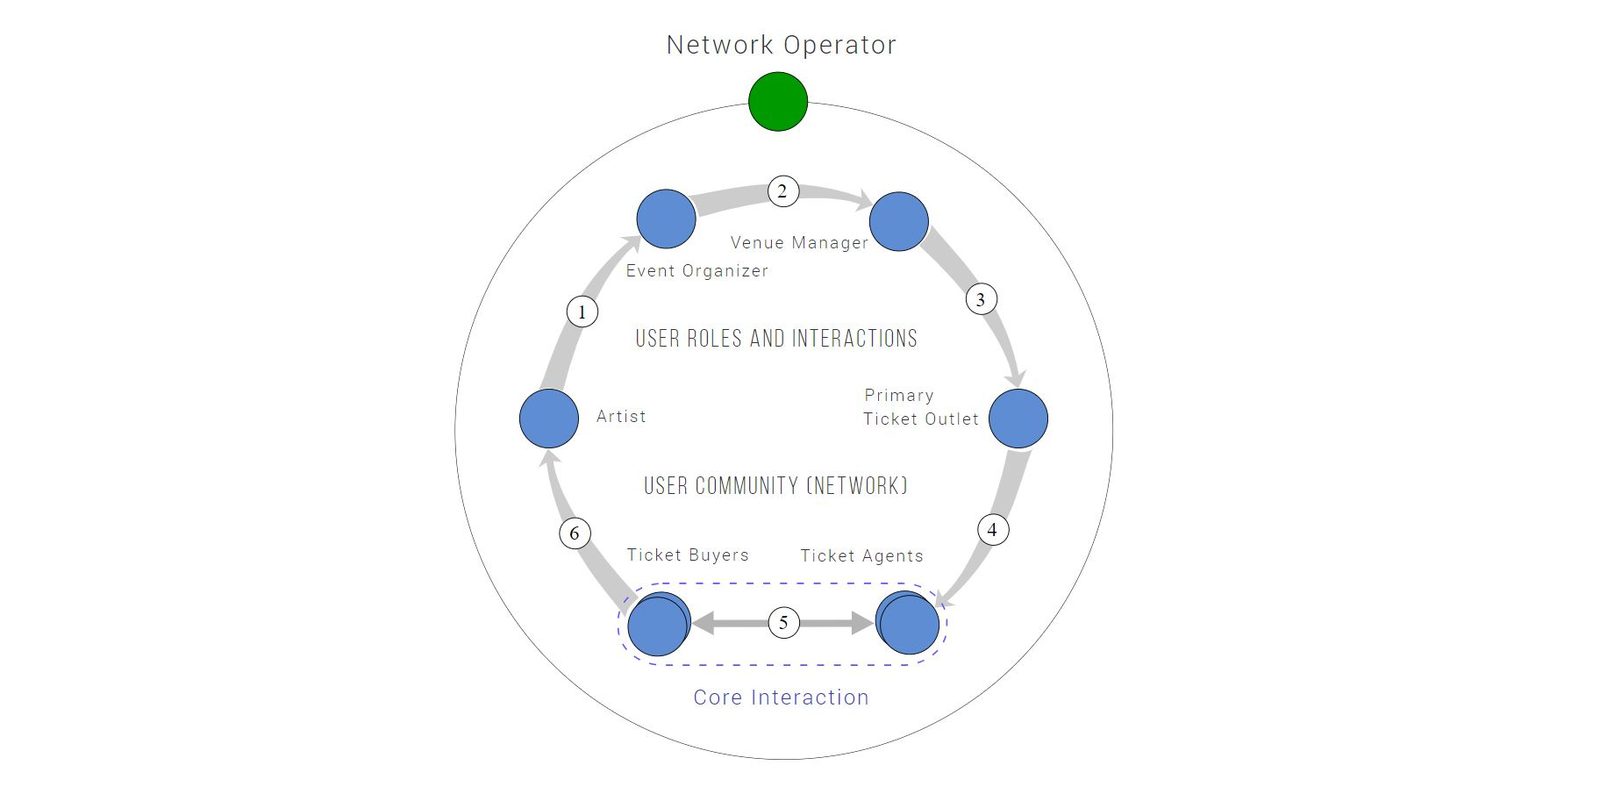 Network Operator
2
Venue Manager
Event Organizer
3
1
USER ROLES AND INTERACTIONS
Primary
Ticket Outlet
Artist
USER COMMUNITY (NETWORK)
4
6
Ticket Buyers
Ticket Agents
5
Core Interaction